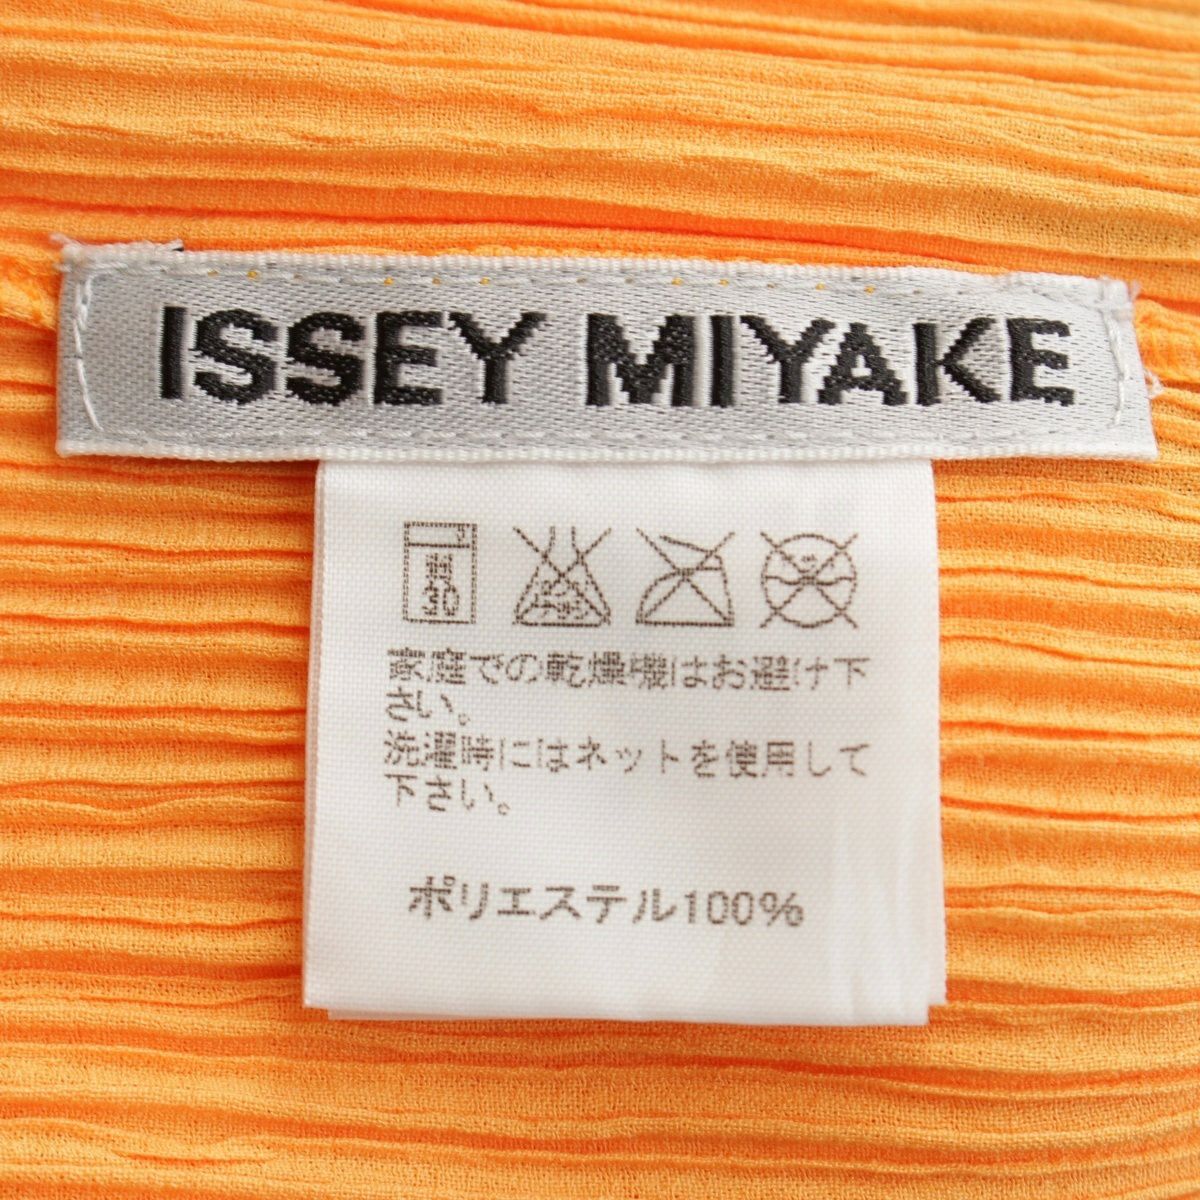 ISSEY MIYAKE
弱
30
家庭での乾燥機はお避け下
さい。
洗濯時にはネットを使用して
下さい。
ポリエステル100%